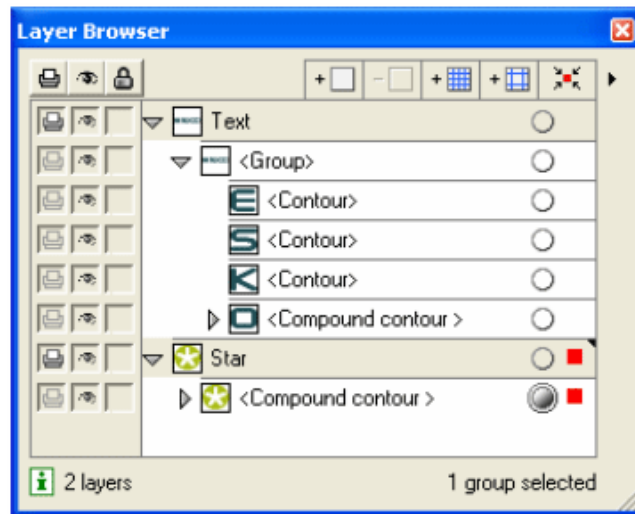 Layer Browser
Text
<Group>
E <Contour>
S <Contour>
K <Contour>
O <Compound contour >
Star
<Compound contour >
2 layers 1 group selected